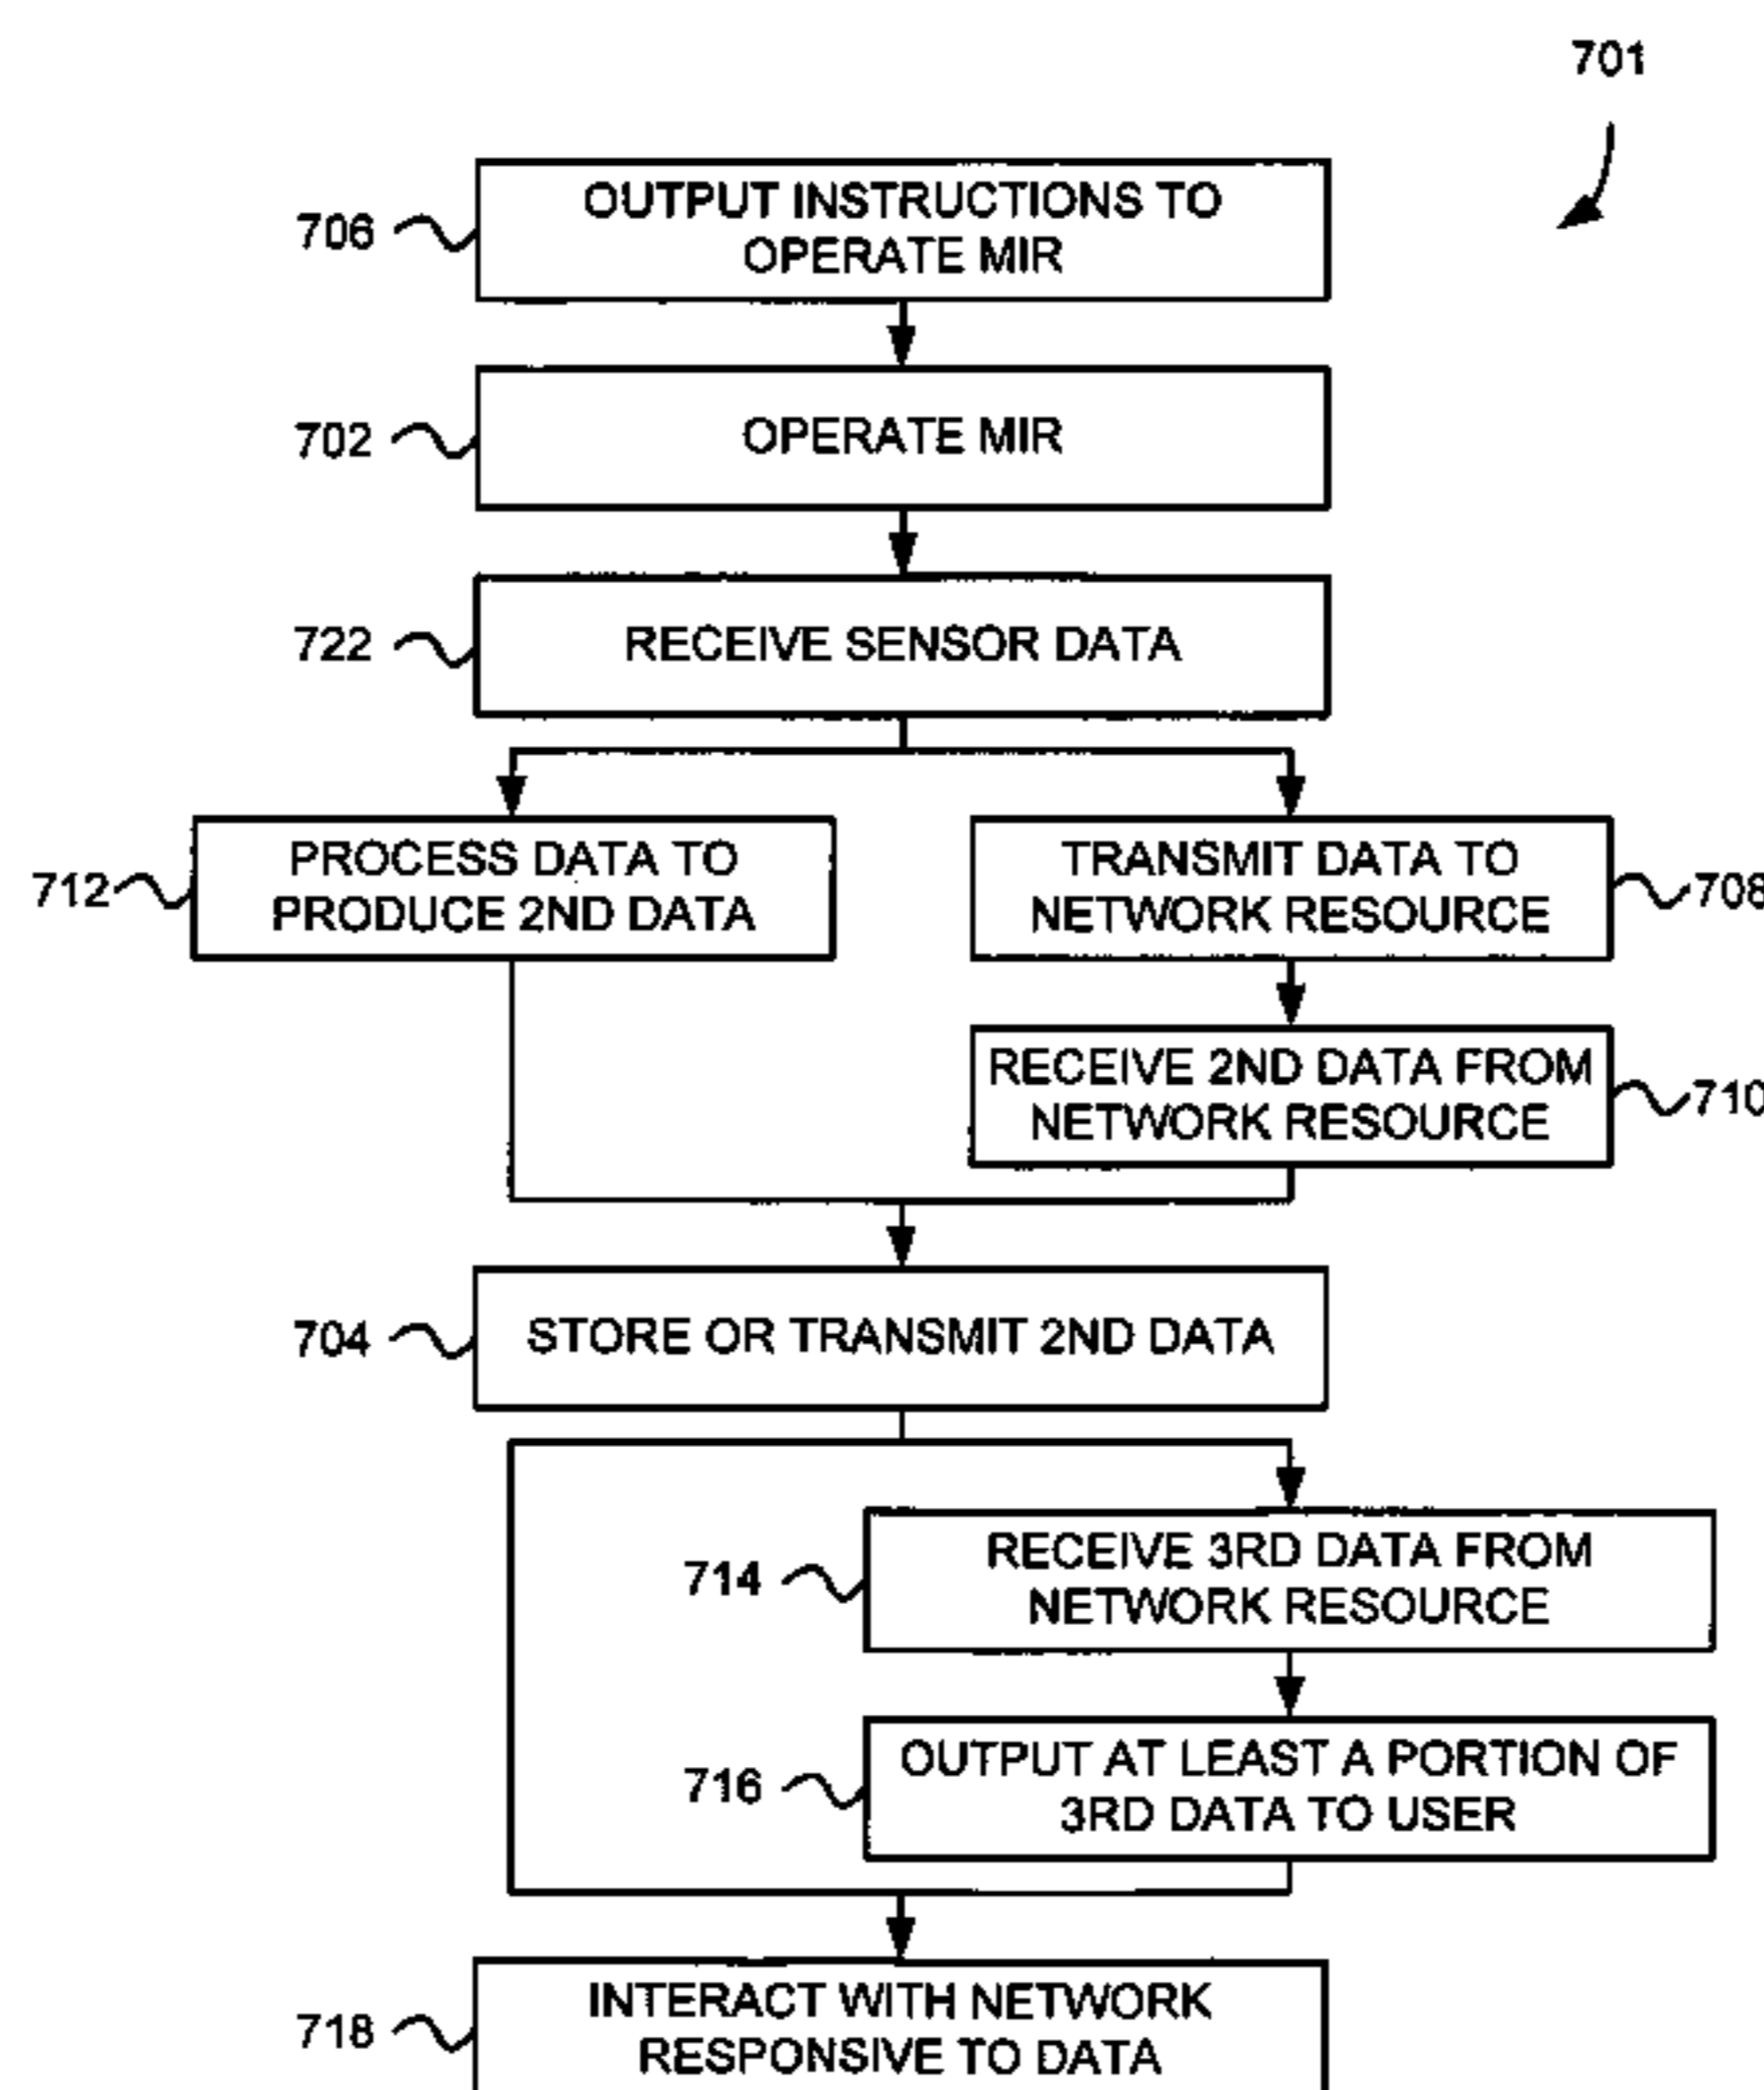 701
706
OUTPUT INSTRUCTIONS TO
OPERATE MIR
702
OPERATE MIR
722
RECEIVE SENSOR DATA
712
PROCESS DATA TO
PRODUCE 2ND DATA
TRANSMIT DATA TO
NETWORK RESOURCE
708
RECEIVE 2ND DATA FROM
NETWORK RESOURCE
710
704
STORE OR TRANSMIT 2ND DATA
714
RECEIVE 3RD DATA FROM
NETWORK RESOURCE
716
OUTPUT AT LEAST A PORTION OF
3RD DATA TO USER
718
INTERACT WITH NETWORK
RESPONSIVE TO DATA